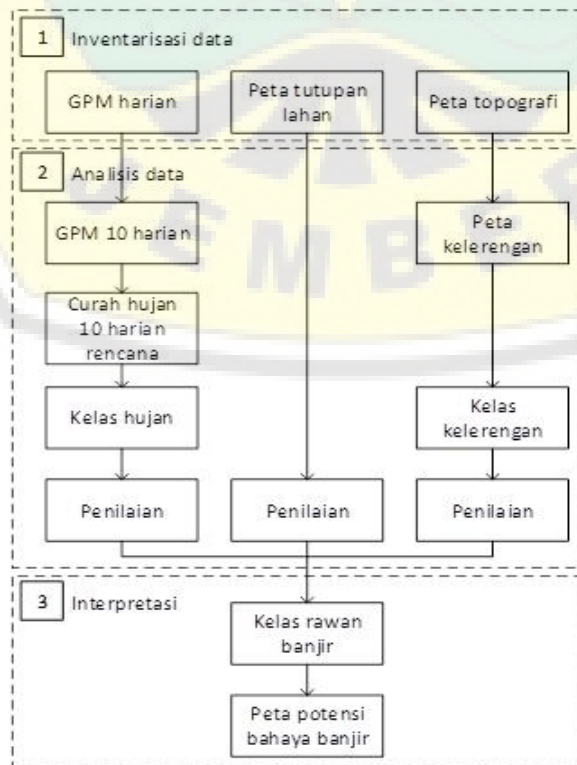 1 Inventarisasi data
GPM harian
Peta tutupan
lahan
Peta topografi
2 Analisis data
GPM 10 harian
Peta
kelerengan
Curah hujan
10 harian
rencana
Kelas hujan
Kelas
kelerengan
Penilaian
Penilaian
Penilaian
3 Interpretasi
Kelas rawan
banjir
Peta potensi
bahaya banjir
EMBE